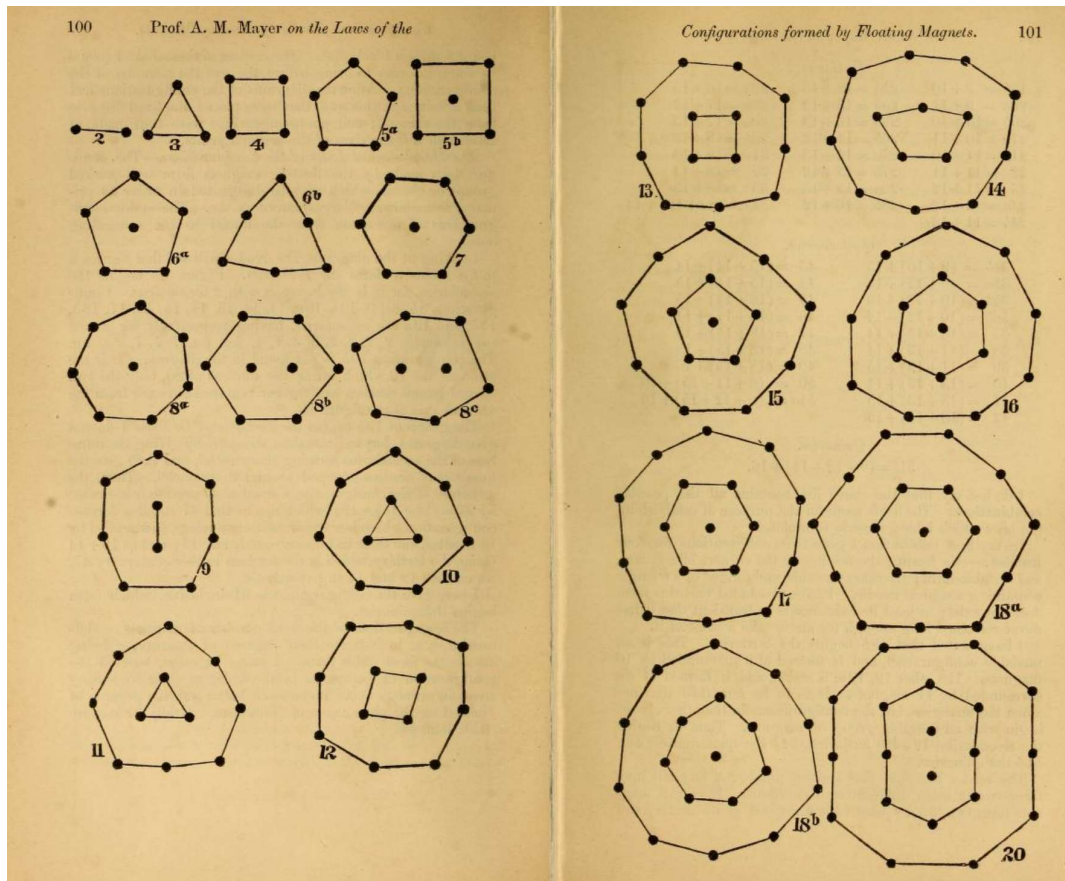 100 Prof. A. M. Mayer on the Laws of the
2 3 4 5a 5b
6a 6b 7
8a 8b 8c
9 10
11 12
Configurations formed by Floating Magnets. 101
13 14
15 16
17 18a
18b 20